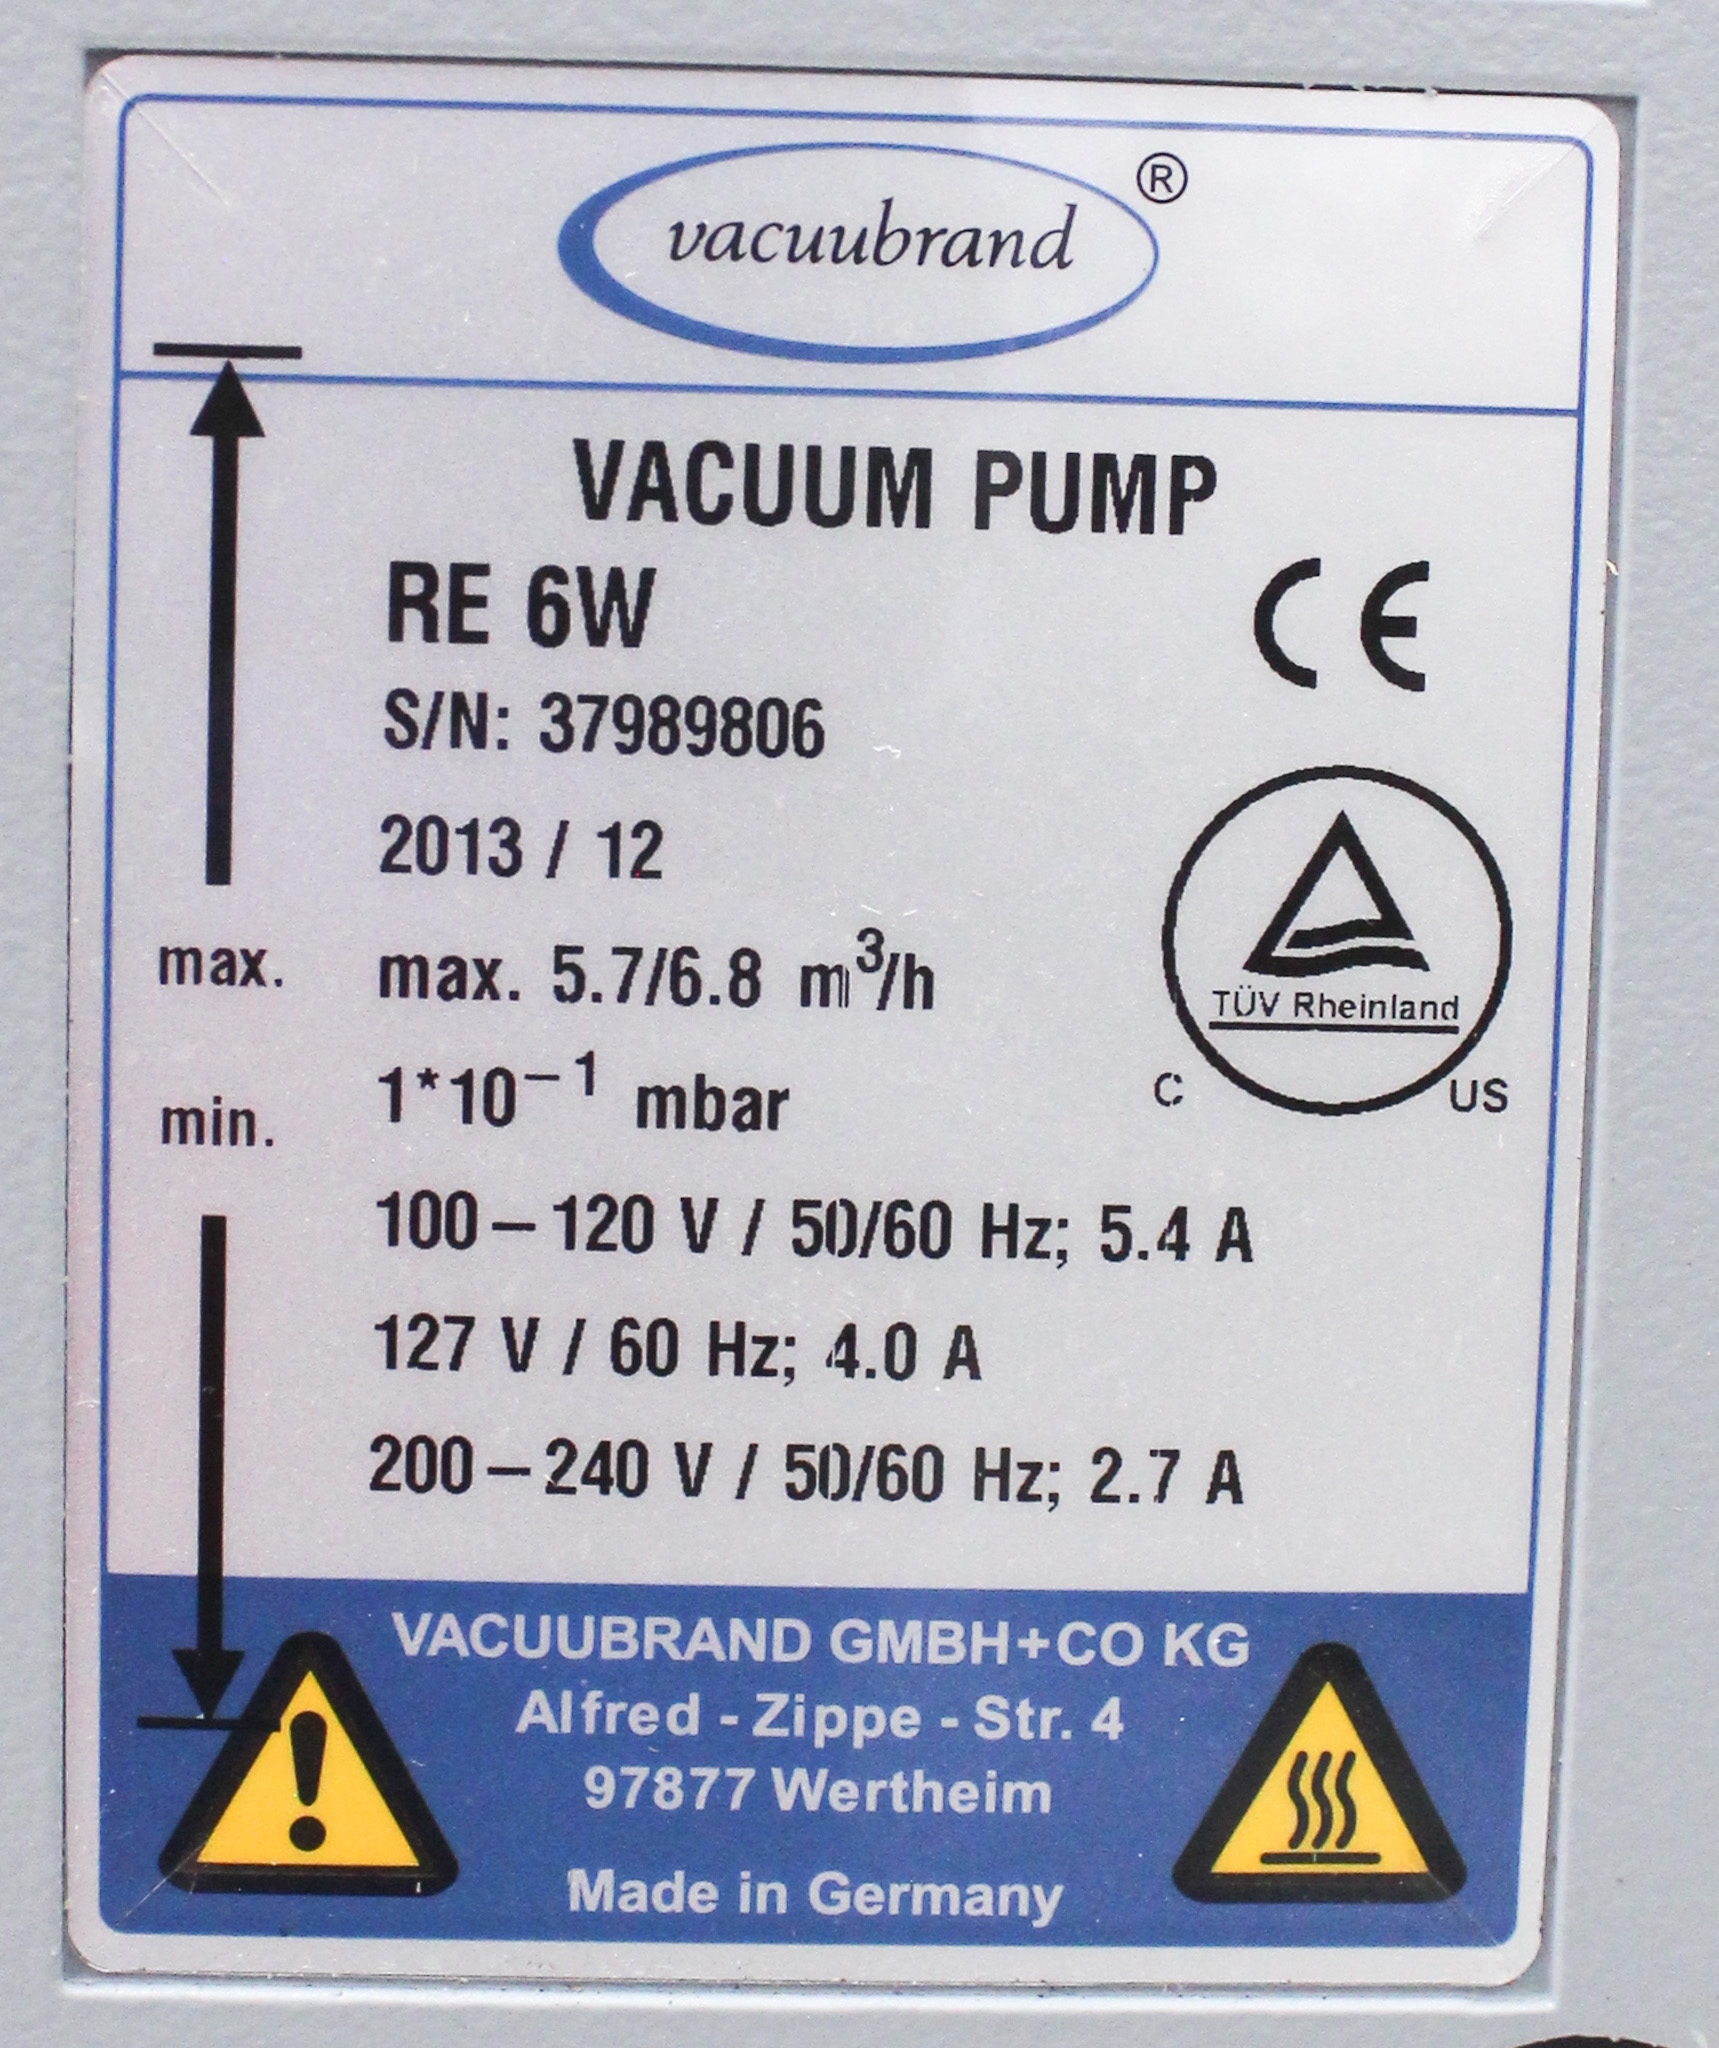 vacuubrand ®
VACUUM PUMP
RE 6W
CE
S/N: 37989806
2013 / 12
max.
max. 5.7/6.8 m³/h
TÜV Rheinland
C US
min.
1*10⁻¹ mbar
100–120 V / 50/60 Hz; 5.4 A
127 V / 60 Hz; 4.0 A
200–240 V / 50/60 Hz; 2.7 A
VACUUBRAND GMBH+CO KG
Alfred - Zippe - Str. 4
97877 Wertheim
Made in Germany